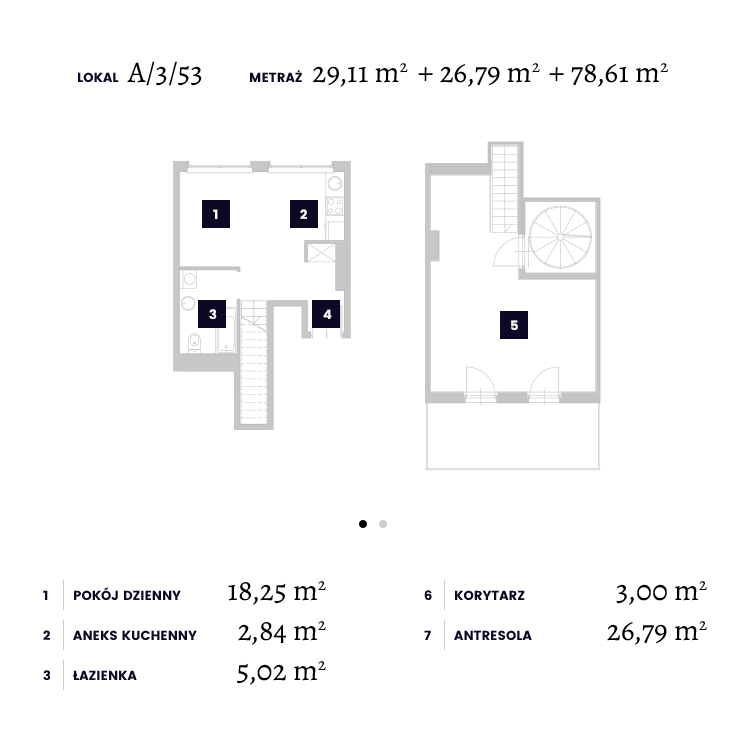 LOKAL A/3/53 METRAŻ 29,11 m² + 26,79 m² + 78,61 m²
1 2
3 4
5
1 POKÓJ DZIENNY 18,25 m²
2 ANEKS KUCHENNY 2,84 m²
3 ŁAZIENKA 5,02 m²
6 KORYTARZ 3,00 m²
7 ANTRESOLA 26,79 m²